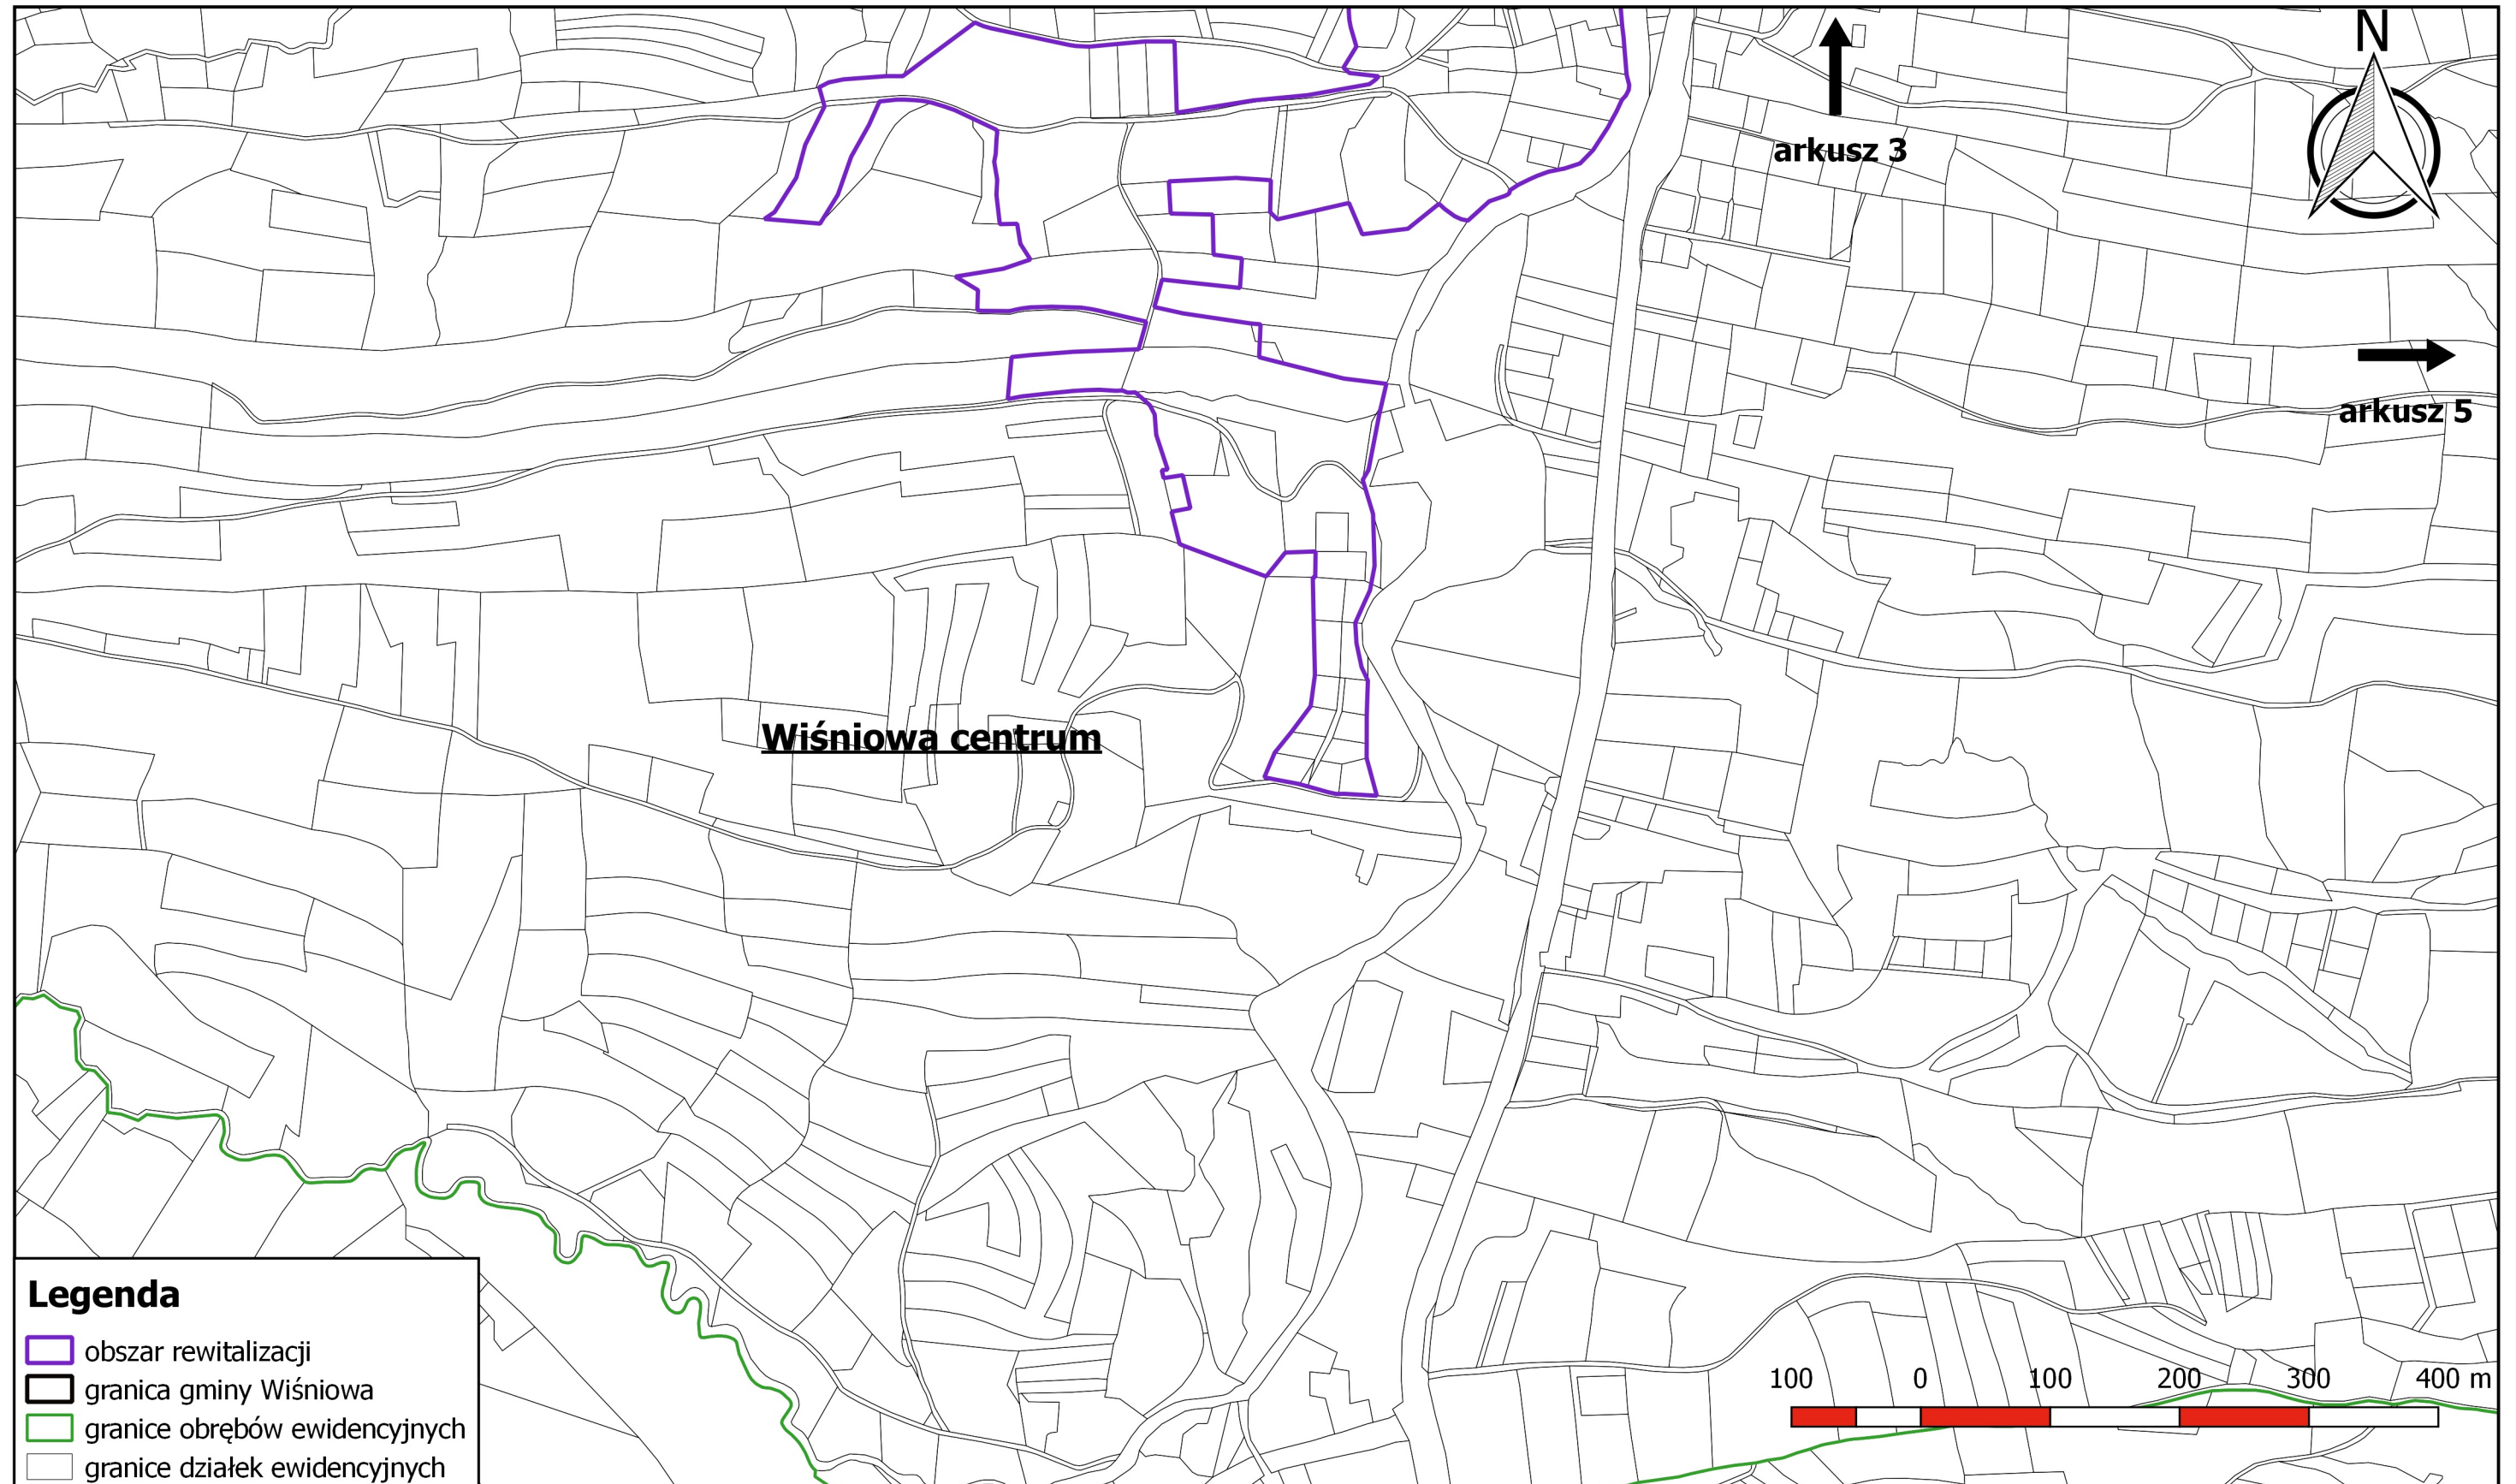 N
arkusz 3
arkusz 5
Wiśniowa centrum
Legenda
obszar rewitalizacji
granica gminy Wiśniowa
granice obrębów ewidencyjnych
granice działek ewidencyjnych
100 0 100 200 300 400 m